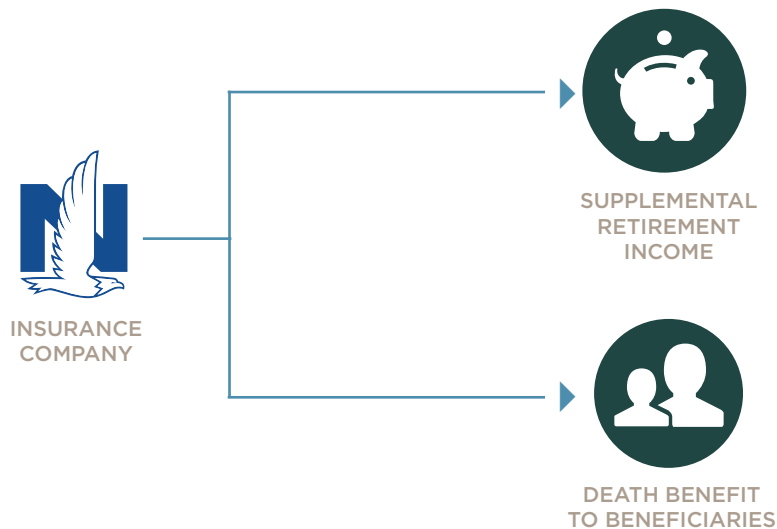 SUPPLEMENTAL
RETIREMENT
INCOME
N
INSURANCE
COMPANY
DEATH BENEFIT
TO BENEFICIARIES